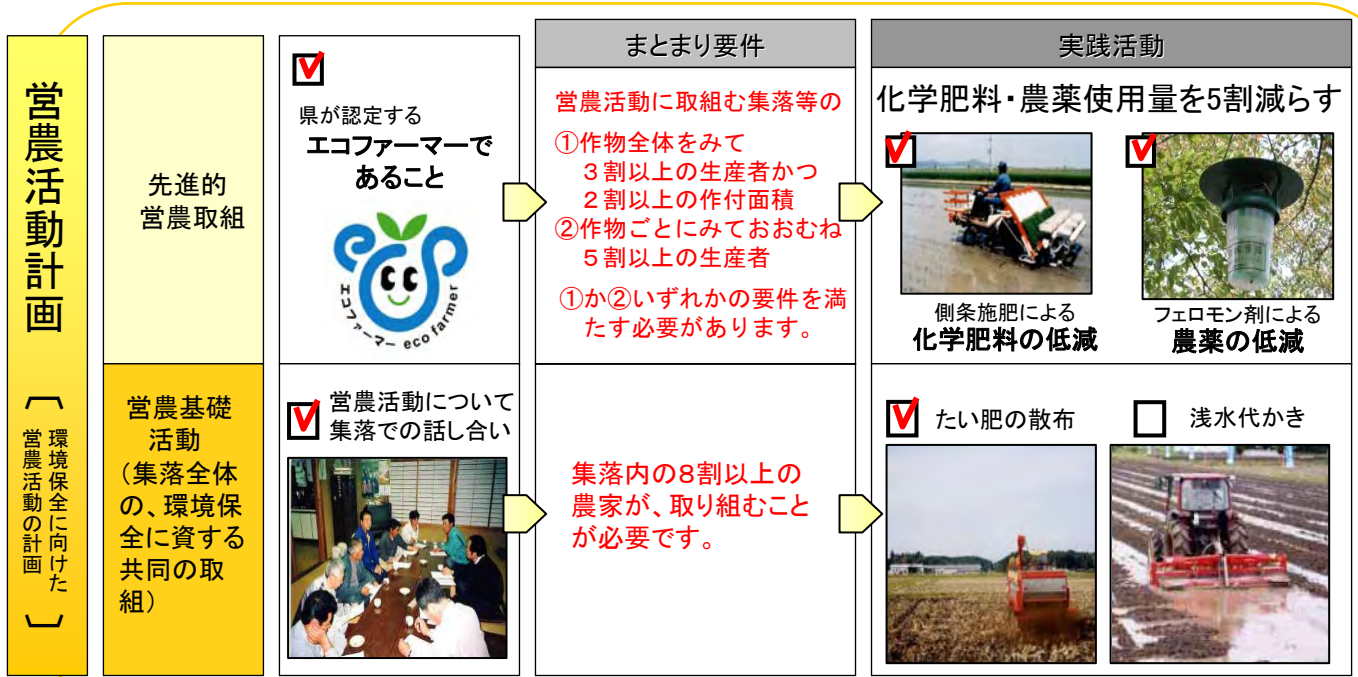 営農活動計画
環境保全に向けた
営農活動の計画
先進的
営農取組
県が認定する
エコファーマーで
あること
エコファーマー eco farmer
まとまり要件
営農活動に取組む集落等の
①作物全体をみて
３割以上の生産者かつ
２割以上の作付面積
②作物ごとにみておおむね
５割以上の生産者
①か②いずれかの要件を満
たす必要があります。
実践活動
化学肥料・農薬使用量を5割減らす
側条施肥による
化学肥料の低減
フェロモン剤による
農薬の低減
営農基礎
活動
（集落全体
の、環境保
全に資する
共同の取
組）
営農活動について
集落での話し合い
集落内の８割以上の
農家が、取り組むこと
が必要です。
たい肥の散布
浅水代かき